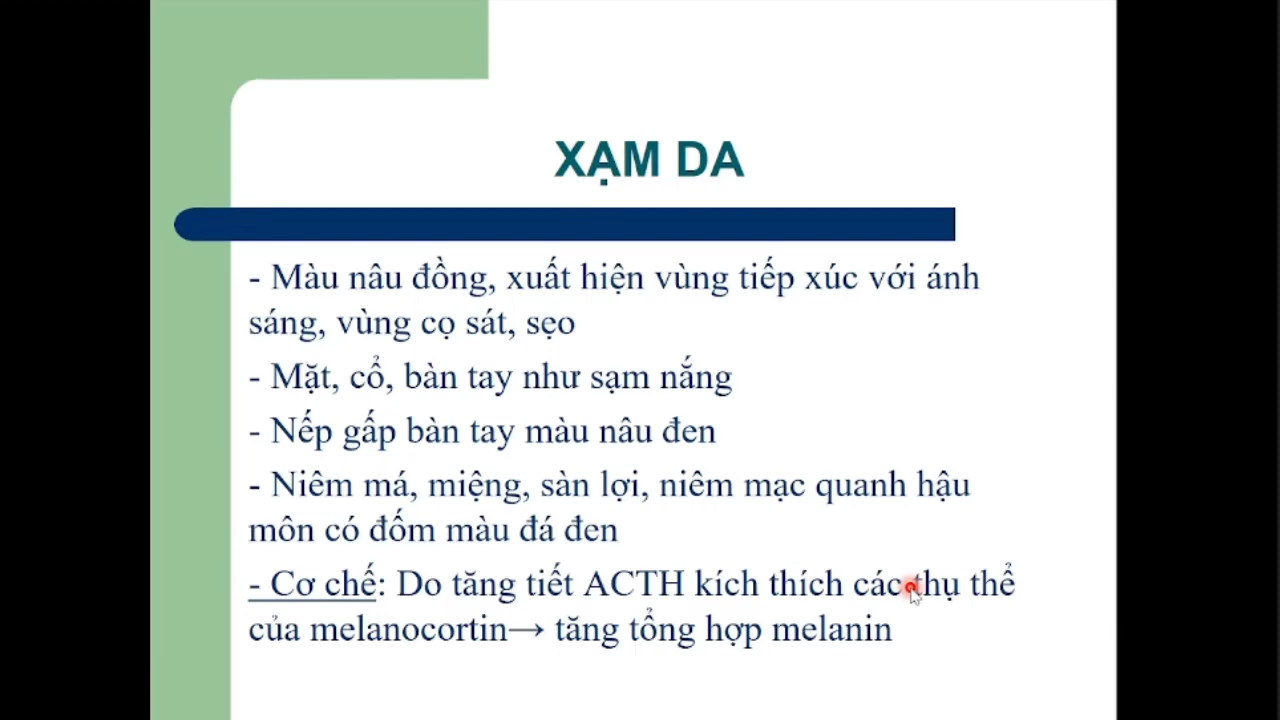 XẠM DA
- Màu nâu đồng, xuất hiện vùng tiếp xúc với ánh
sáng, vùng cọ sát, sẹo
- Mặt, cổ, bàn tay như sạm nắng
- Nếp gấp bàn tay màu nâu đen
- Niêm má, miệng, sàn lợi, niêm mạc quanh hậu
môn có đốm màu đá đen
- Cơ chế: Do tăng tiết ACTH kích thích các thụ thể
của melanocortin→ tăng tổng hợp melanin